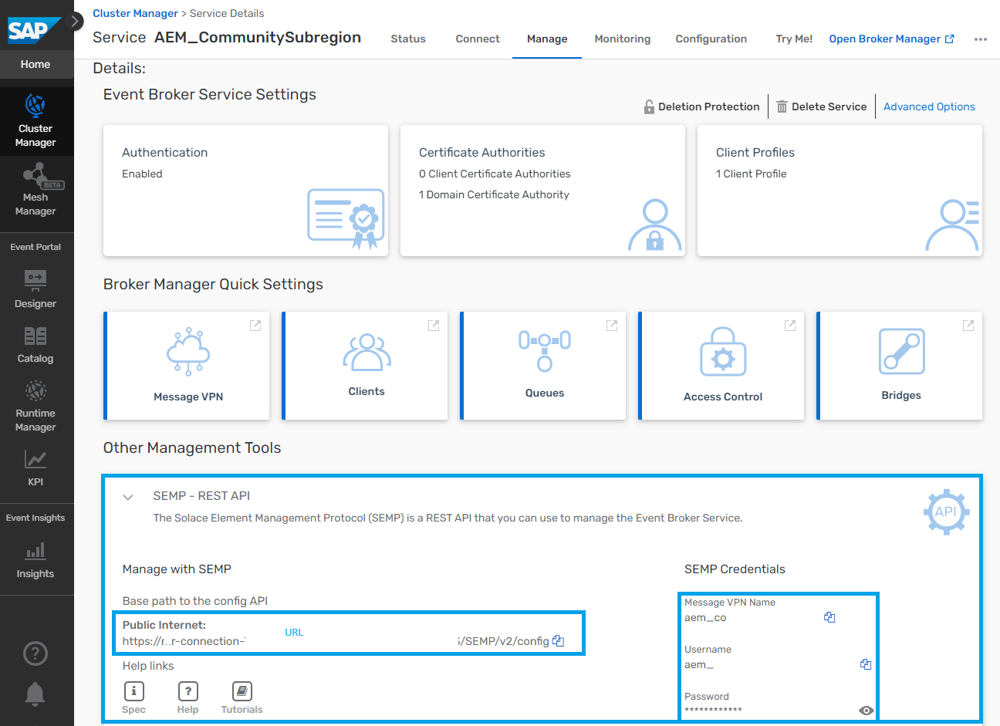 SAP
Home
Cluster
Manager
BETA
Mesh
Manager
Event Portal
Designer
Catalog
Runtime
Manager
KPI
Event Insights
Insights
Cluster Manager > Service Details
Service AEM_CommunitySubregion
Status
Connect
Manage
Monitoring
Configuration
Try Me!
Open Broker Manager
Details:
Event Broker Service Settings
Deletion Protection
Delete Service
Advanced Options
Authentication
Enabled
Certificate Authorities
0 Client Certificate Authorities
1 Domain Certificate Authority
Client Profiles
1 Client Profile
Broker Manager Quick Settings
Message VPN
Clients
Queues
Access Control
Bridges
Other Management Tools
SEMP - REST API
The Solace Element Management Protocol (SEMP) is a REST API that you can use to manage the Event Broker Service.
API
Manage with SEMP
Base path to the config API
Public Internet:
URL
https://r..r-connection- /SEMP/v2/config
Help links
Spec
Help
Tutorials
SEMP Credentials
Message VPN Name
aem_co
Username
aem_
Password
************